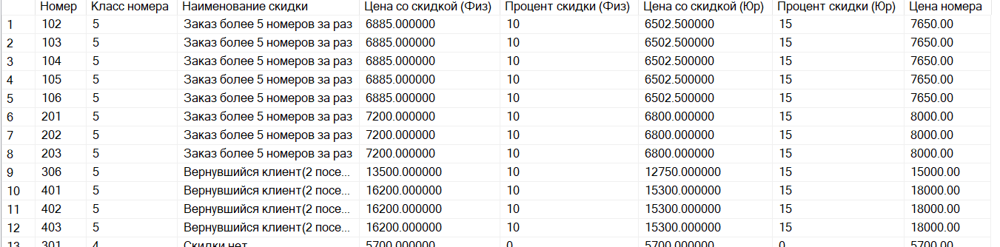 Номер Класс номера Наименование скидки Цена со скидкой (Физ) Процент скидки (Физ) Цена со скидкой (Юр) Процент скидки (Юр) Цена номера
1 102 5 Заказ более 5 номеров за раз 6885.000000 10 6502.500000 15 7650.00
2 103 5 Заказ более 5 номеров за раз 6885.000000 10 6502.500000 15 7650.00
3 104 5 Заказ более 5 номеров за раз 6885.000000 10 6502.500000 15 7650.00
4 105 5 Заказ более 5 номеров за раз 6885.000000 10 6502.500000 15 7650.00
5 106 5 Заказ более 5 номеров за раз 6885.000000 10 6502.500000 15 7650.00
6 201 5 Заказ более 5 номеров за раз 7200.000000 10 6800.000000 15 8000.00
7 202 5 Заказ более 5 номеров за раз 7200.000000 10 6800.000000 15 8000.00
8 203 5 Заказ более 5 номеров за раз 7200.000000 10 6800.000000 15 8000.00
9 306 5 Вернувшийся клиент(2 посе... 13500.000000 10 12750.000000 15 15000.00
10 401 5 Вернувшийся клиент(2 посе... 16200.000000 10 15300.000000 15 18000.00
11 402 5 Вернувшийся клиент(2 посе... 16200.000000 10 15300.000000 15 18000.00
12 403 5 Вернувшийся клиент(2 посе... 16200.000000 10 15300.000000 15 18000.00
13 301 4 Скидки нет 5700.000000 0 5700.000000 0 5700.00